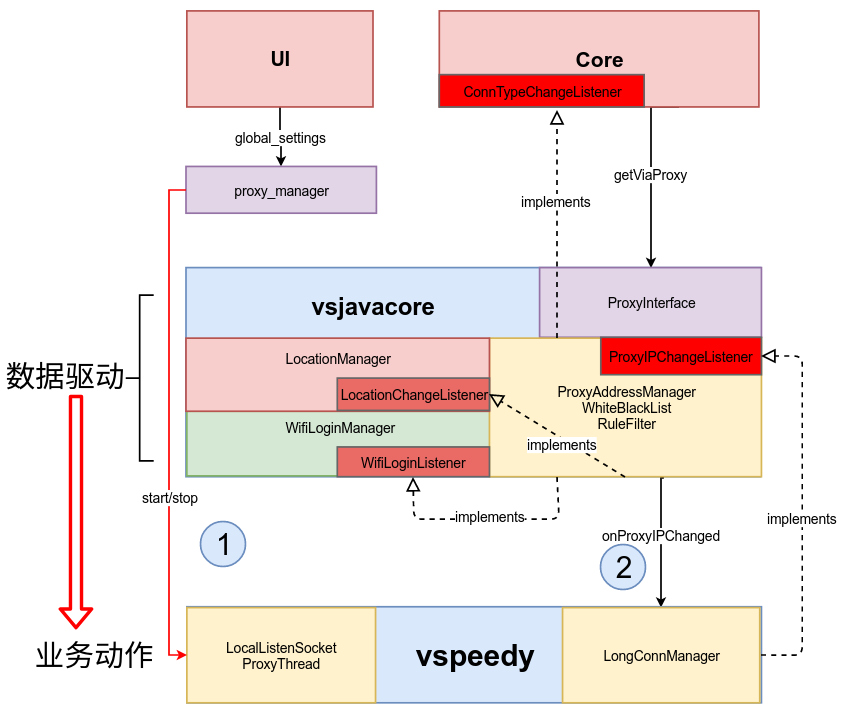 UI
Core
ConnTypeChangeListener
global_settings
getViaProxy
proxy_manager
implements
vsjavacore
ProxyInterface
LocationManager
ProxyIPChangeListener
数据驱动
LocationChangeListener
ProxyAddressManager
WhiteBlackList
RuleFilter
WifiLoginManager
implements
WifiLoginListener
start/stop
implements
implements
1
onProxyIPChanged
2
业务动作
LocalListenSocket
ProxyThread
vspeedy
LongConnManager